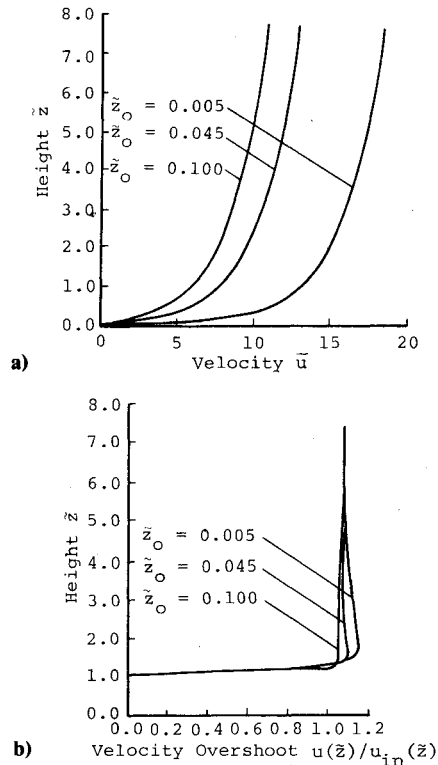 8.0
7.0
6.0
5.0
4.0
3.0
2.0
1.0
0.0
Height z̃
z̃o = 0.005
z̃o = 0.045
z̃o = 0.100
0 5 10 15 20
Velocity ũ
a)
8.0
7.0
6.0
5.0
4.0
3.0
2.0
1.0
0.0
Height z̃
z̃o = 0.005
z̃o = 0.045
z̃o = 0.100
0.0 0.2 0.4 0.6 0.8 1.0 1.2
b) Velocity Overshoot u(z̃)/uin(z̃)